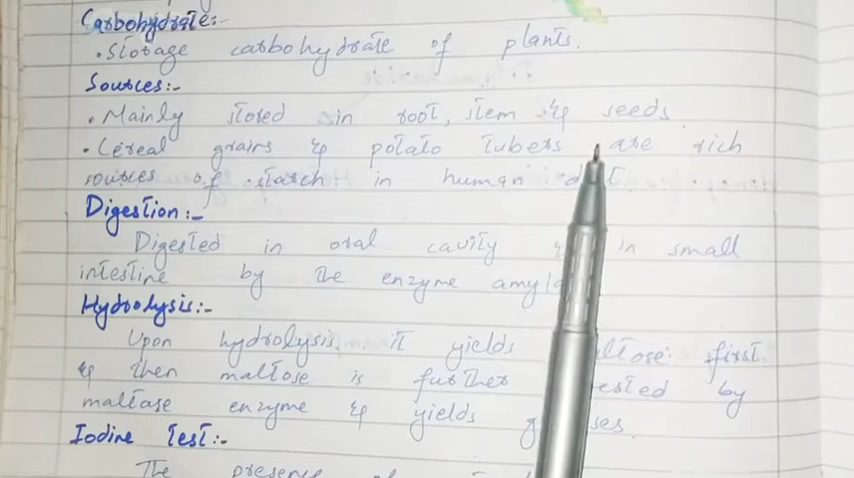 Carbohydrate:-
• Storage carbohydrate of plants.
Sources:-
• Mainly stored in root, stem & seeds
• Cereal grains & potato tubers are rich
sources of starch in human
Digestion:-
Digested in oral cavity in small
intestine by the enzyme
Hydrolysis:-
Upon hydrolysis it yields first
& then maltose is further by
maltase enzyme & yields
Iodine Test:-
The presence of